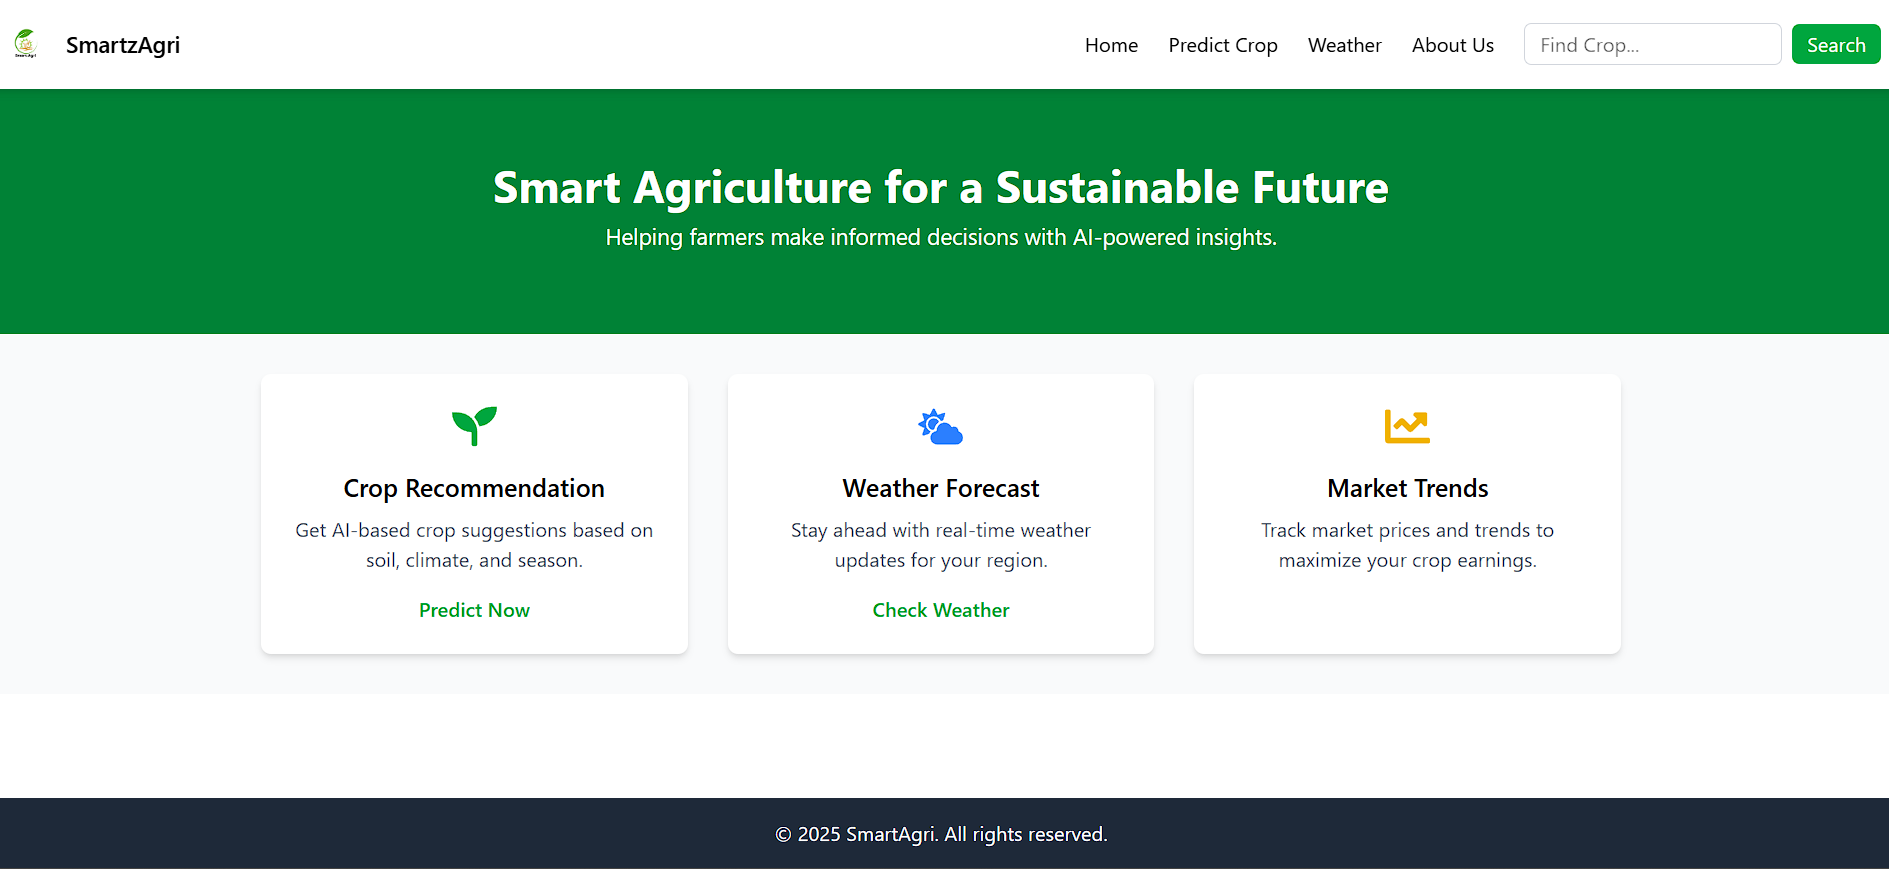 SmartzAgri
Home
Predict Crop
Weather
About Us
Find Crop...
Search
Smart Agriculture for a Sustainable Future
Helping farmers make informed decisions with AI-powered insights.
Crop Recommendation
Get AI-based crop suggestions based on
soil, climate, and season.
Predict Now
Weather Forecast
Stay ahead with real-time weather
updates for your region.
Check Weather
Market Trends
Track market prices and trends to
maximize your crop earnings.
© 2025 SmartAgri. All rights reserved.